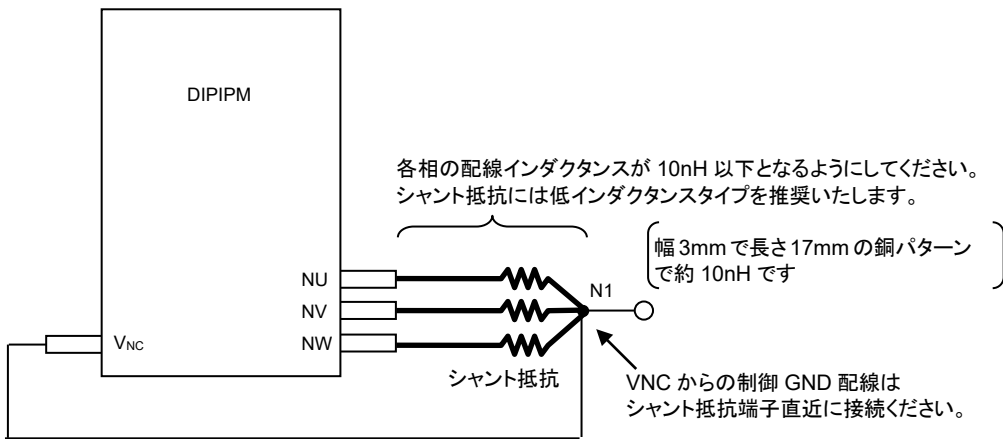 DIPIPM
各相の配線インダクタンスが 10nH 以下となるようにしてください。
シャント抵抗には低インダクタンスタイプを推奨いたします。
幅 3mm で長さ 17mm の銅パターン
で約 10nH です
NU
N1
NV
VNC
NW
シャント抵抗
VNC からの制御 GND 配線は
シャント抵抗端子直近に接続ください。